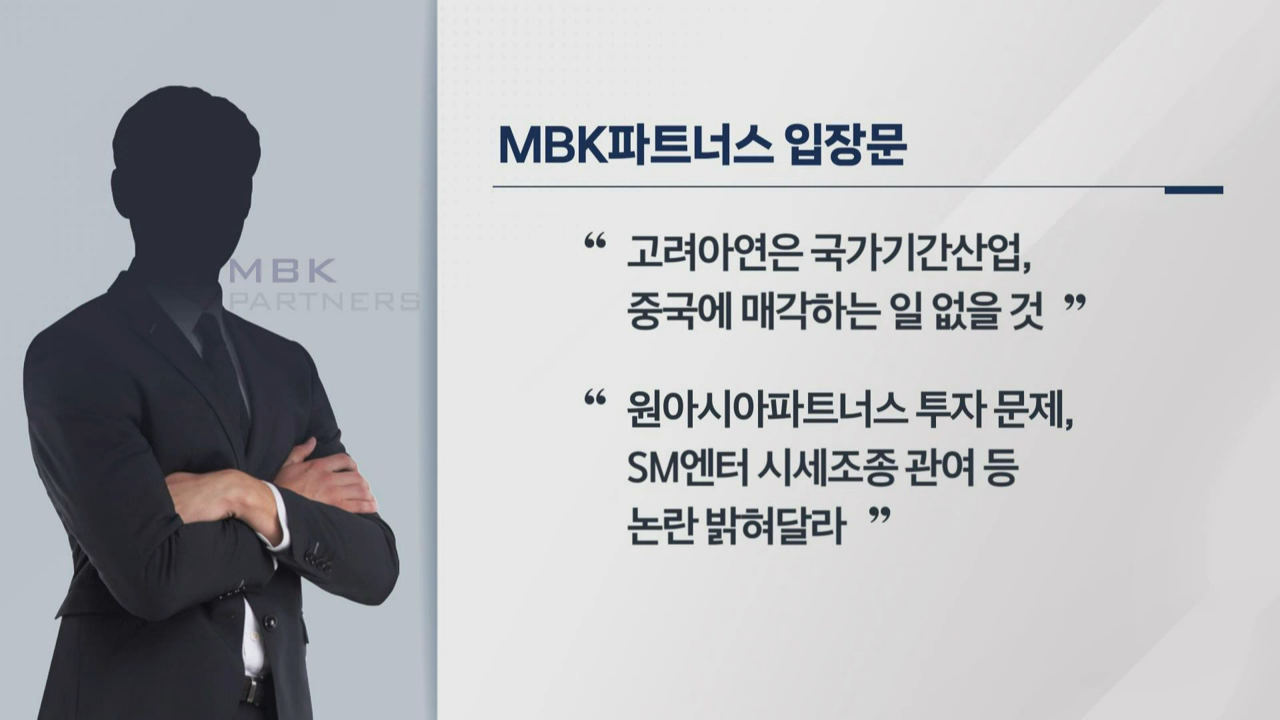 MBK
PARTNERS
MBK파트너스 입장문
“ 고려아연은 국가기간산업,
중국에 매각하는 일 없을 것 ”
“ 원아시아파트너스 투자 문제,
SM엔터 시세조종 관여 등
논란 밝혀달라 ”